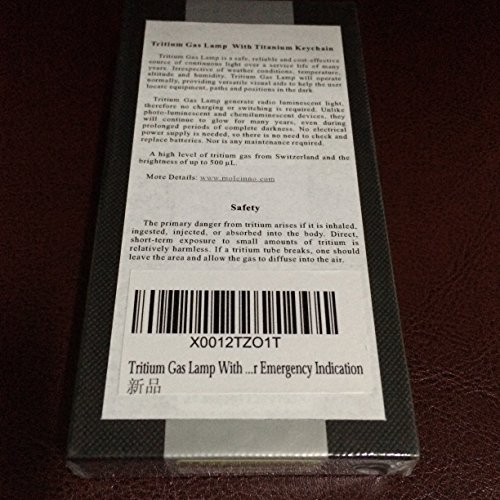 Tritium Gas Lamp With Titanium Keychain
Tritium Gas Lamp is a safe, reliable and cost-effective
source of continuous light over a service life of many
years. Irrespective of weather conditions, temperature,
altitude and humidity, Tritium Gas Lamp will operate
normally, providing versatile visual aids to help the user
locate equipment, paths and positions in the dark.
Tritium Gas Lamp generate radio luminescent light,
therefore no charging or switching is required. Unlike
photo-luminescent and chemiluminescent devices, they
will continue to glow for many years, even during
prolonged periods of complete darkness. No electrical
power supply is needed, so there is no need to check and
replace batteries. Nor is any maintenance required.
A high level of tritium gas from Switzerland and the
brightness of up to 500 μL.
More Details: www.moleinno.com
Safety
The primary danger from tritium arises if it is inhaled,
ingested, injected, or absorbed into the body. Direct,
short-term exposure to small amounts of tritium is
relatively harmless. If a tritium tube breaks, one should
leave the area and allow the gas to diffuse into the air.
X0012TZO1T
Tritium Gas Lamp With ...r Emergency Indication
新品